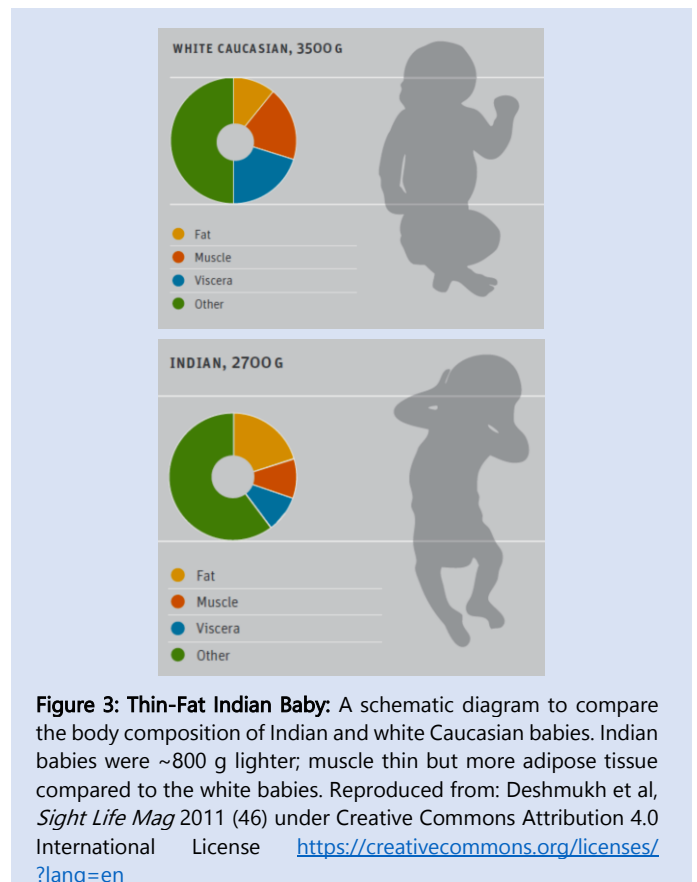 WHITE CAUCASIAN, 3500 G
Fat
Muscle
Viscera
Other
INDIAN, 2700 G
Fat
Muscle
Viscera
Other
Figure 3: Thin-Fat Indian Baby: A schematic diagram to compare
the body composition of Indian and white Caucasian babies. Indian
babies were ~800 g lighter; muscle thin but more adipose tissue
compared to the white babies. Reproduced from: Deshmukh et al,
Sight Life Mag 2011 (46) under Creative Commons Attribution 4.0
International License https://creativecommons.org/licenses/
?lang=en